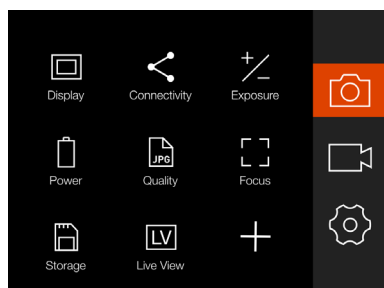 Display
Connectivity
Exposure
Power
JPG
Quality
Focus
Storage
LV
Live View